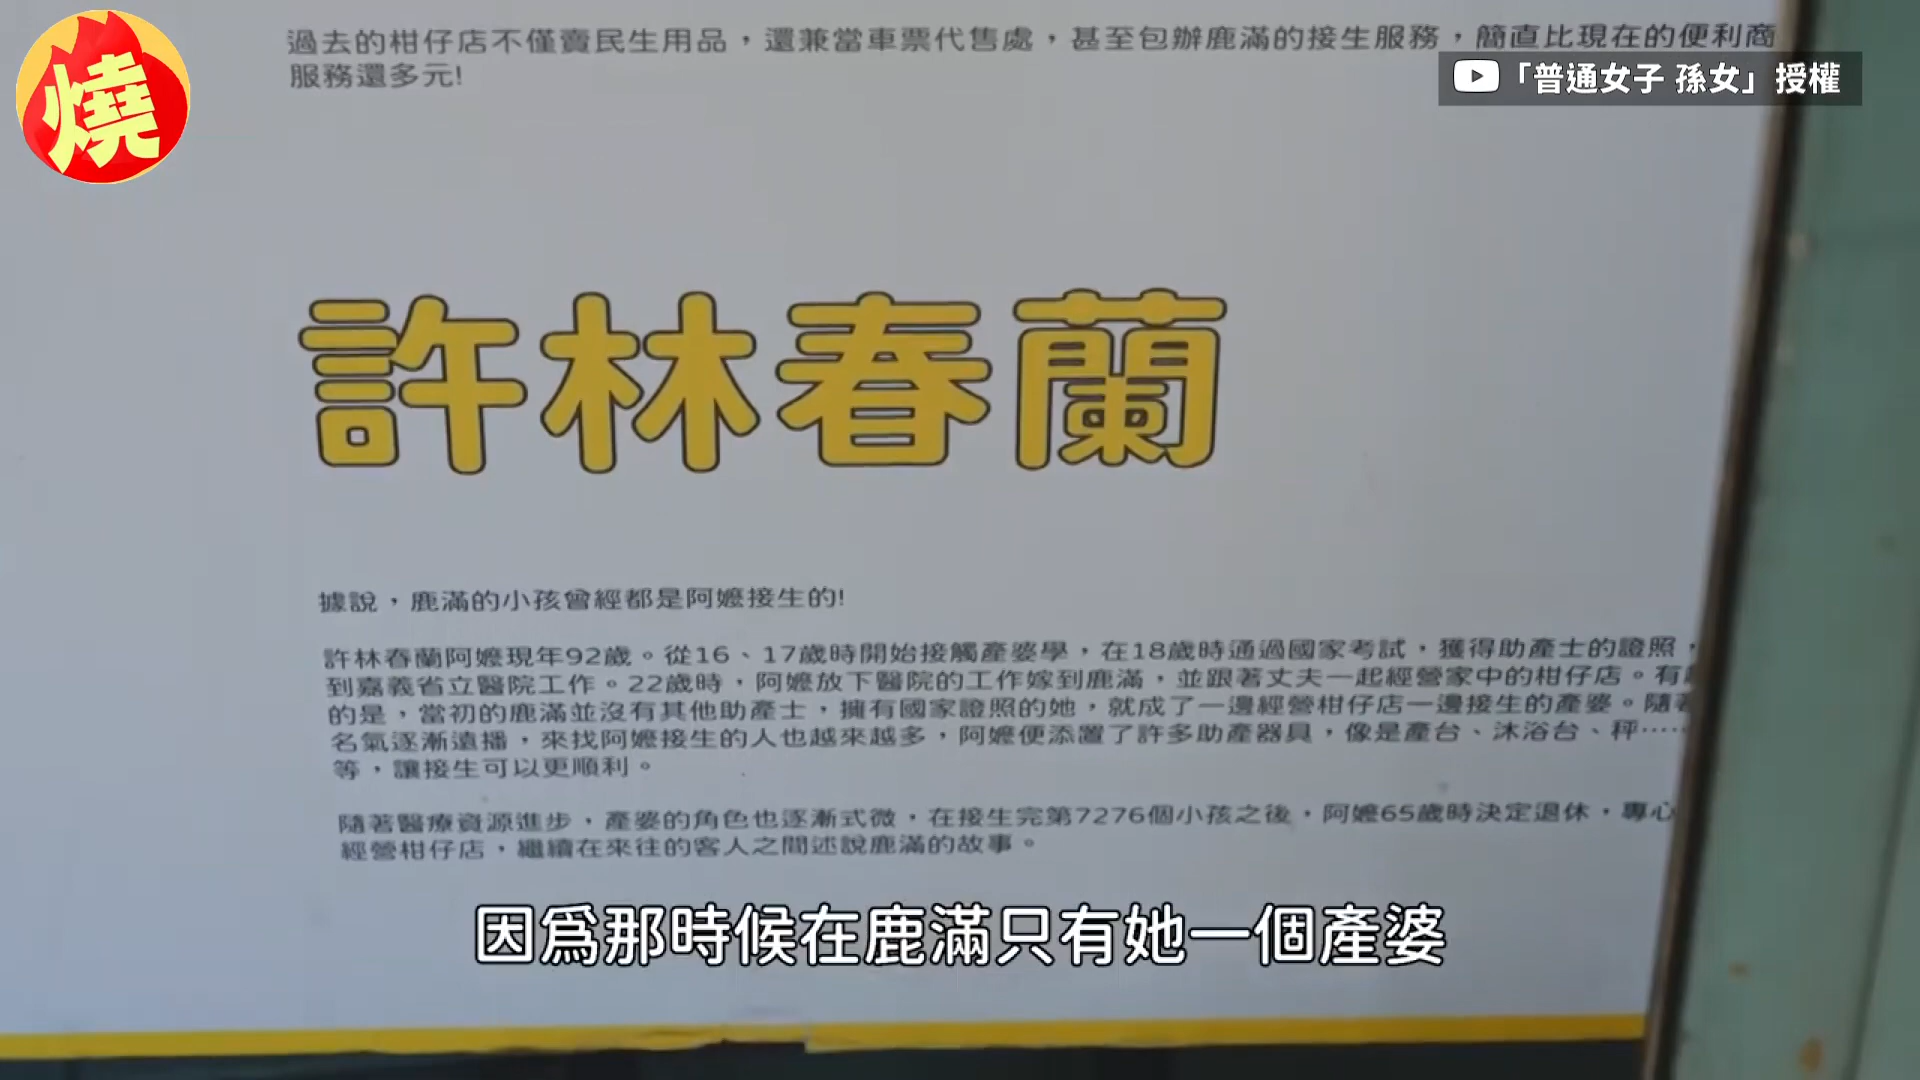 過去的柑仔店不僅賣民生用品，還兼當車票代售處，甚至包辦鹿滿的接生服務，簡直比現在的便利商
服務還多元!
燒
「普通女子 孫女」授權
許林春蘭
據說，鹿滿的小孩曾經都是阿嬤接生的!
許林春蘭阿嬤現年92歲。從16、17歲時開始接觸產婆學，在18歲時通過國家考試，獲得助產士的證照，
到嘉義省立醫院工作。22歲時，阿嬤放下醫院的工作嫁到鹿滿，並跟著丈夫一起經營家中的柑仔店。有
的是，當初的鹿滿並沒有其他助產士，擁有國家證照的她，就成了一邊經營柑仔店一邊接生的產婆。隨著
名氣逐漸遠播，來找阿嬤接生的人也越來越多，阿嬤便添置了許多助產器具，像是產台、沐浴台、秤……
等，讓接生可以更順利。
隨著醫療資源進步，產婆的角色也逐漸式微，在接生完第7276個小孩之後，阿嬤65歲時決定退休，專心
經營柑仔店，繼續在來往的客人之間述說鹿滿的故事。
因爲那時候在鹿滿只有她一個產婆